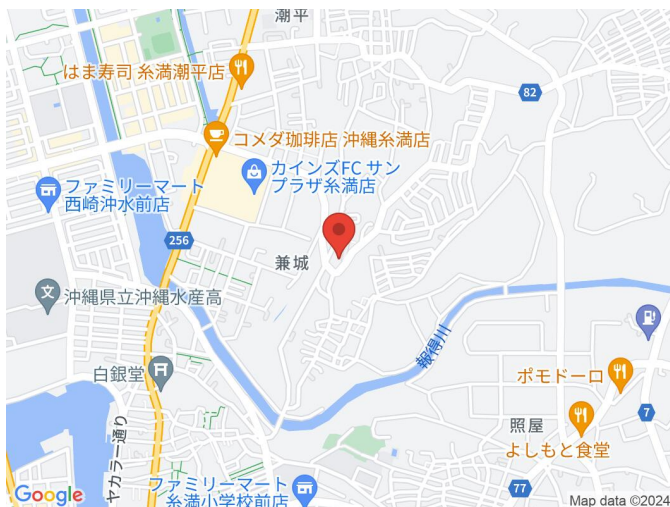 潮平
はま寿司 糸満潮平店
82
コメダ珈琲店 沖縄糸満店
カインズFC サン
プラザ糸満店
ファミリーマート
西崎沖水前店
256
兼城
沖縄県立沖縄水産高
報得川
白銀堂
ポモドーロ
7
照屋
よしもと食堂
ヤカラー通り
ファミリーマート
糸満小学校前店
77
Google
Map data ©2024